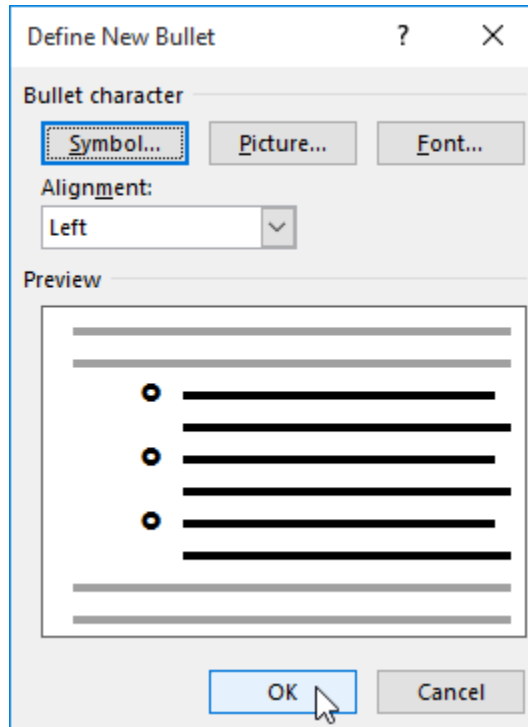 Define New Bullet ?
Bullet character
Symbol... Picture... Font...
Alignment:
Left
Preview
OK Cancel